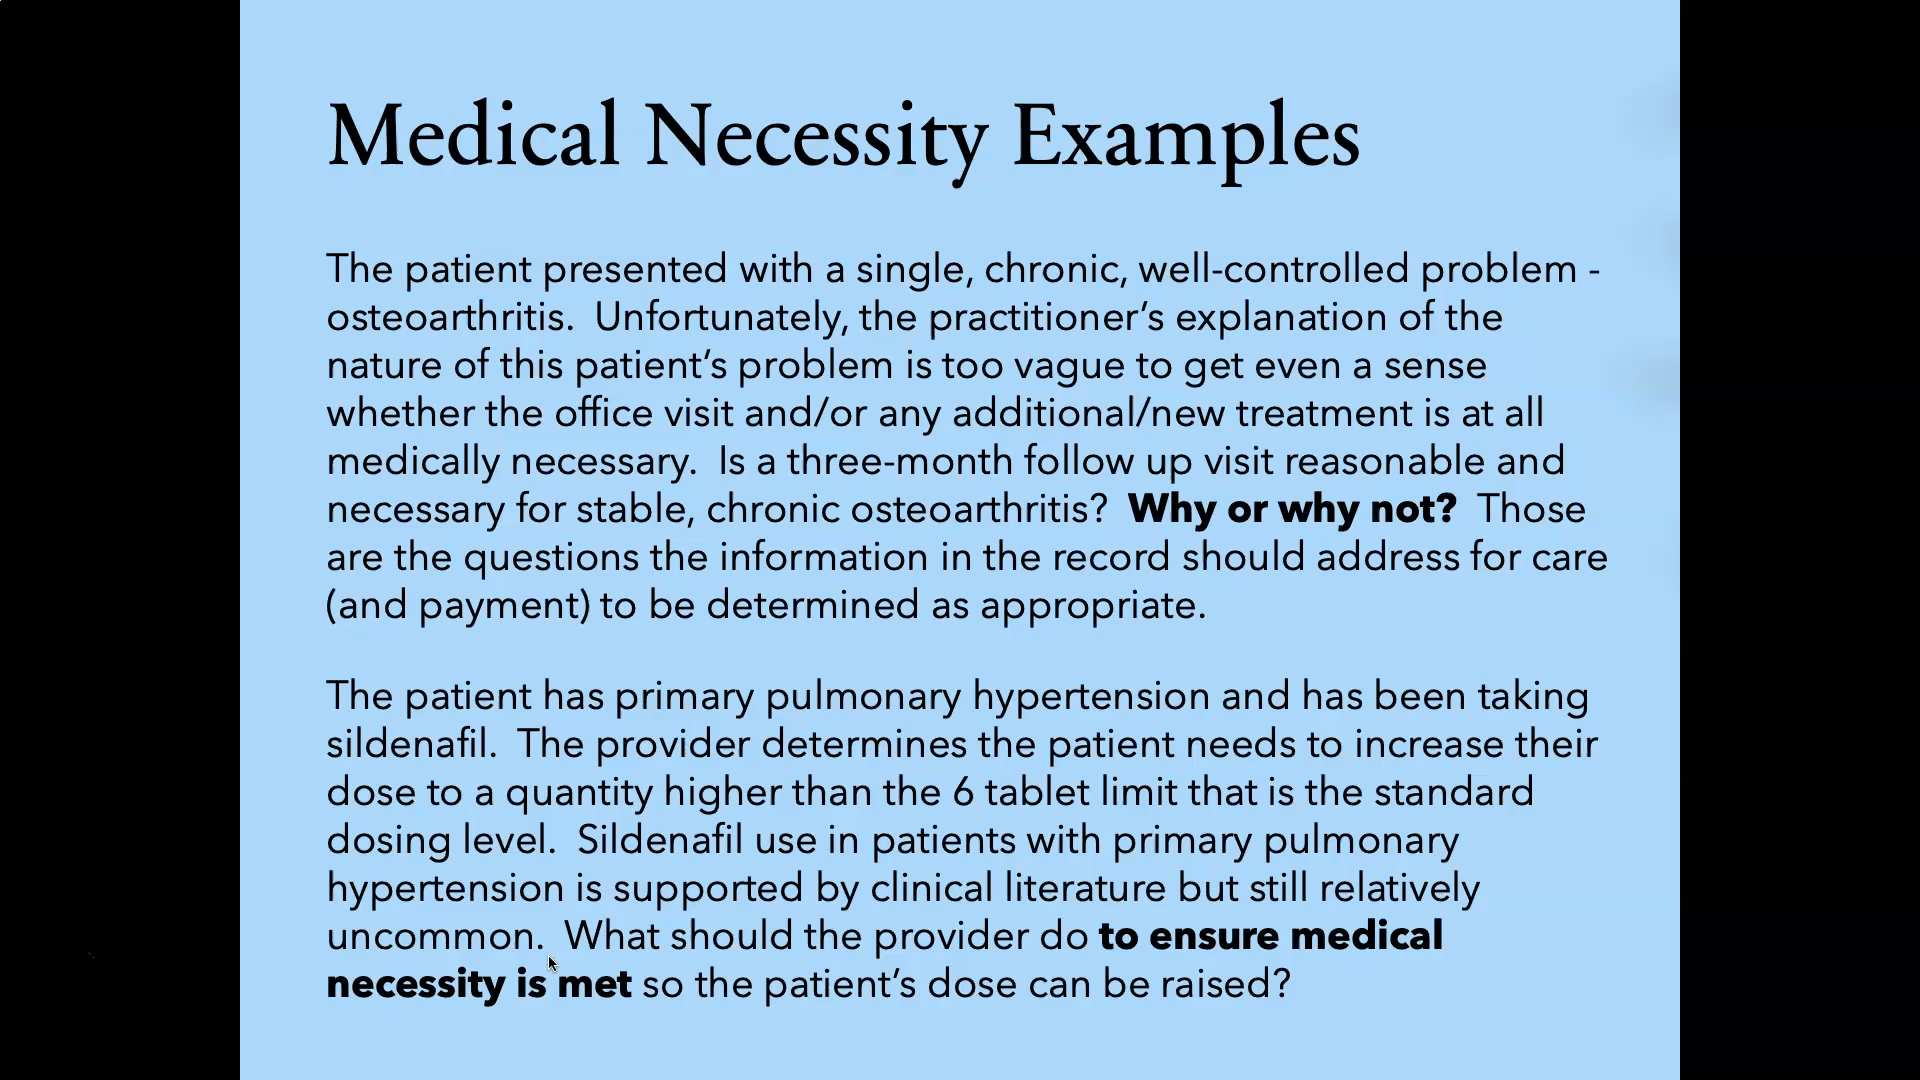 Medical Necessity Examples
The patient presented with a single, chronic, well-controlled problem -
osteoarthritis.  Unfortunately, the practitioner’s explanation of the
nature of this patient’s problem is too vague to get even a sense
whether the office visit and/or any additional/new treatment is at all
medically necessary.  Is a three-month follow up visit reasonable and
necessary for stable, chronic osteoarthritis?  Why or why not?  Those
are the questions the information in the record should address for care
(and payment) to be determined as appropriate.
The patient has primary pulmonary hypertension and has been taking
sildenafil.  The provider determines the patient needs to increase their
dose to a quantity higher than the 6 tablet limit that is the standard
dosing level.  Sildenafil use in patients with primary pulmonary
hypertension is supported by clinical literature but still relatively
uncommon.  What should the provider do to ensure medical
necessity is met so the patient’s dose can be raised?